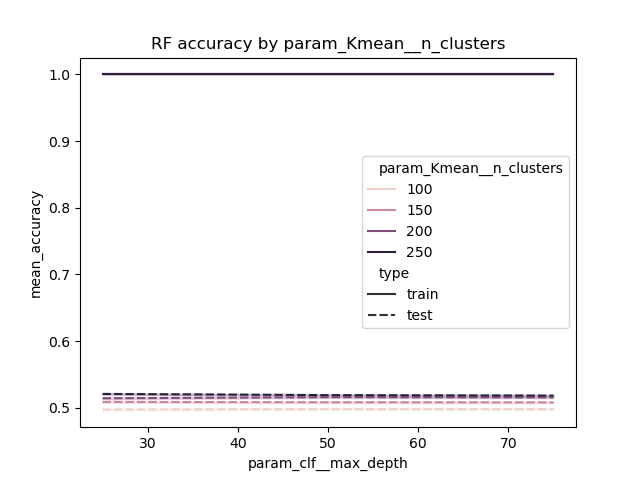 RF accuracy by param_Kmean__n_clusters
1.0
0.9
0.8
0.7
0.6
0.5
mean_accuracy
param_Kmean__n_clusters
100
150
200
250
type
train
test
30 40 50 60 70
param_clf__max_depth